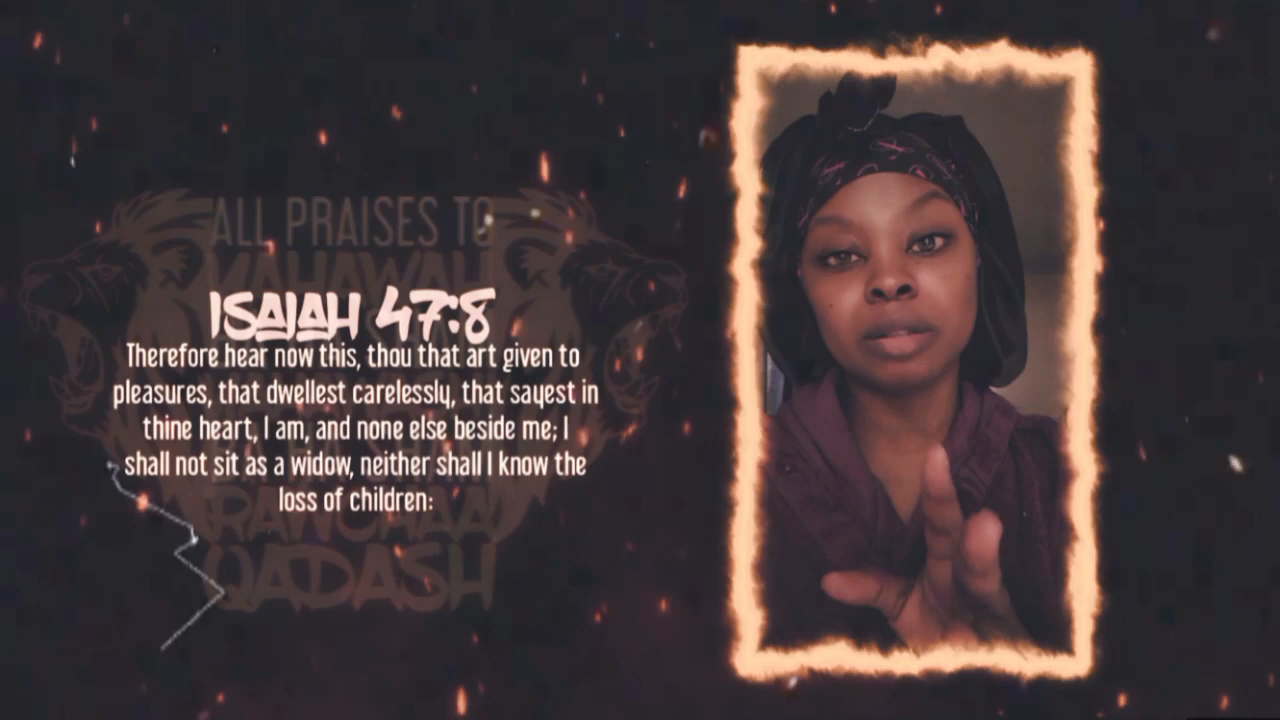 ALL PRAISES TO
YAHAWAH
ISAIAH 47:8
Therefore hear now this, thou that art given to
pleasures, that dwellest carelessly, that sayest in
thine heart, I am, and none else beside me; I
shall not sit as a widow, neither shall I know the
loss of children:
QADASH